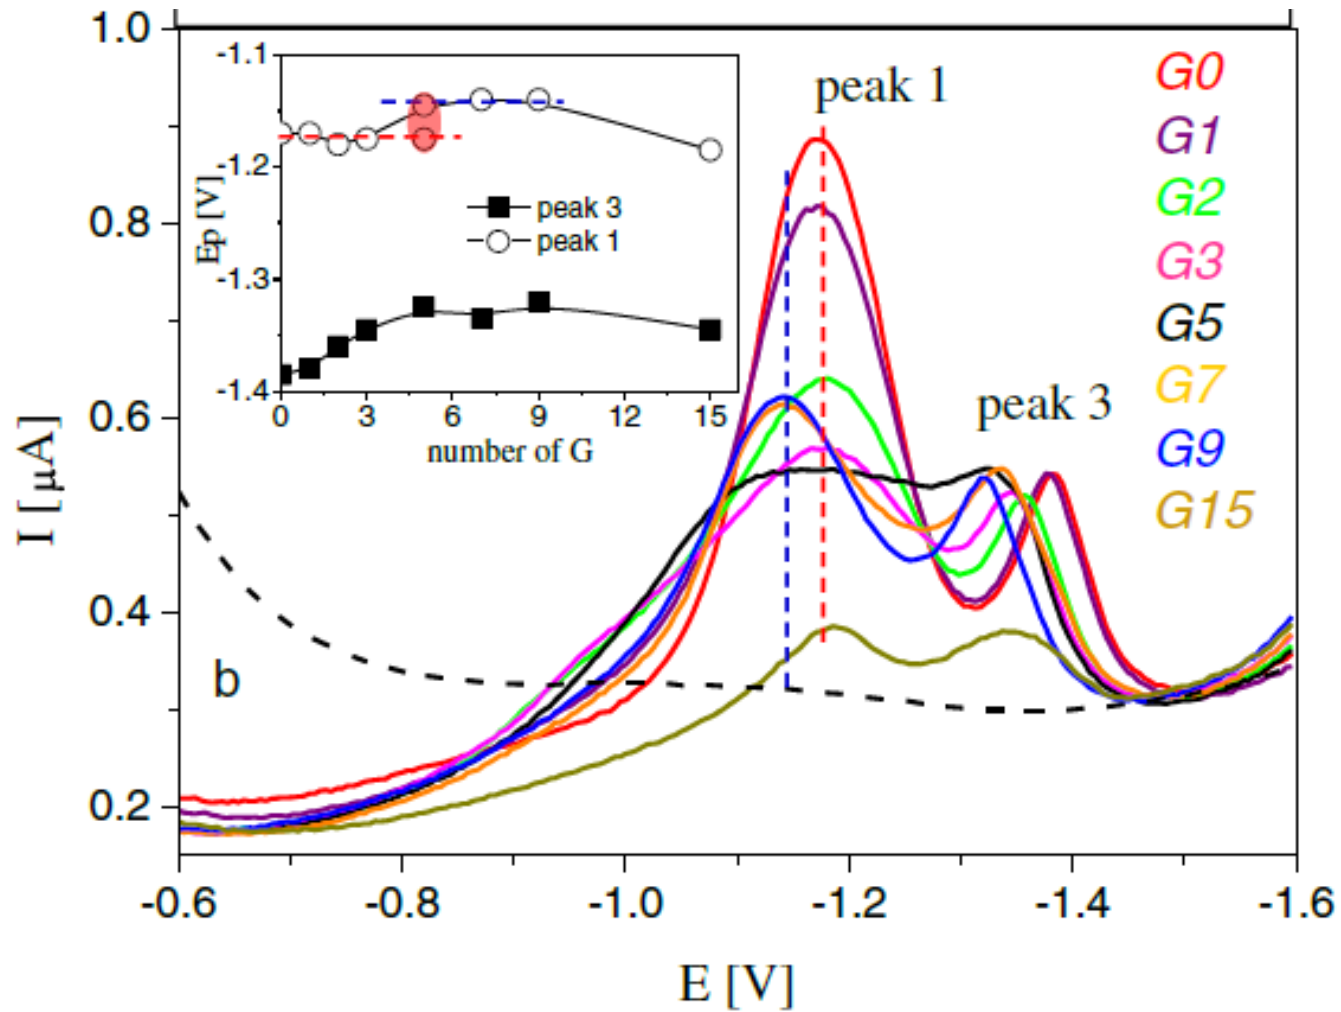 1.0
0.8
0.6
0.4
0.2
I [ μA]
-0.6 -0.8 -1.0 -1.2 -1.4 -1.6
E [V]
b
peak 1
peak 3
G0
G1
G2
G3
G5
G7
G9
G15
-1.1
-1.2
-1.3
-1.4
Ep [V]
0 3 6 9 12 15
number of G
peak 3
peak 1